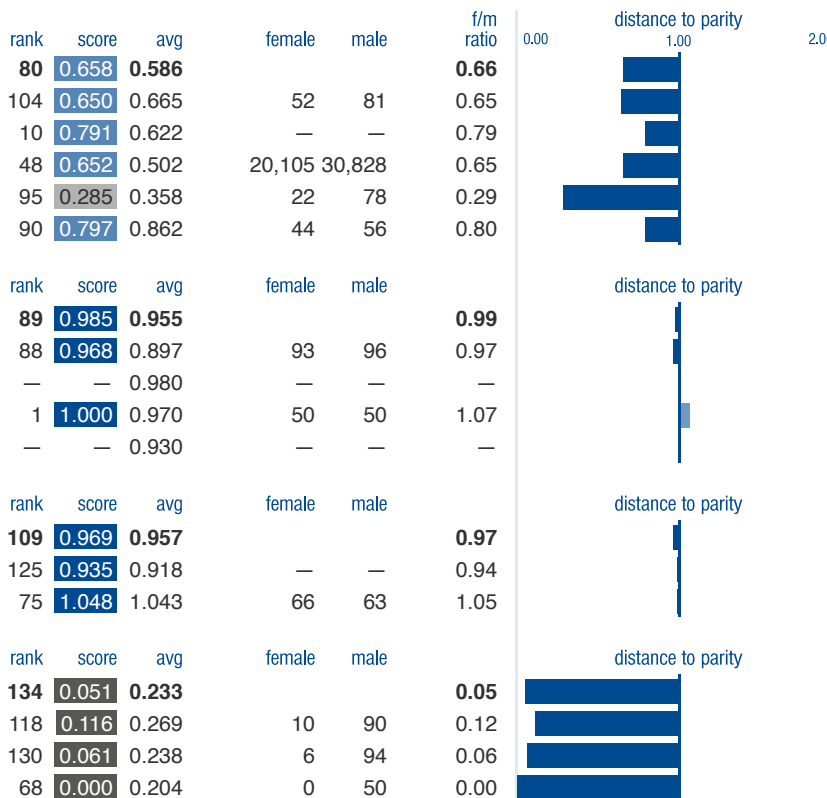 rank score avg female male f/m ratio distance to parity
0.00 1.00 2.0
80 0.658 0.586 0.66
104 0.650 0.665 52 81 0.65
10 0.791 0.622 — — 0.79
48 0.652 0.502 20,105 30,828 0.65
95 0.285 0.358 22 78 0.29
90 0.797 0.862 44 56 0.80
rank score avg female male distance to parity
89 0.985 0.955 0.99
88 0.968 0.897 93 96 0.97
— — 0.980 — — —
1 1.000 0.970 50 50 1.07
— — 0.930 — — —
rank score avg female male distance to parity
109 0.969 0.957 0.97
125 0.935 0.918 — — 0.94
75 1.048 1.043 66 63 1.05
rank score avg female male distance to parity
134 0.051 0.233 0.05
118 0.116 0.269 10 90 0.12
130 0.061 0.238 6 94 0.06
68 0.000 0.204 0 50 0.00